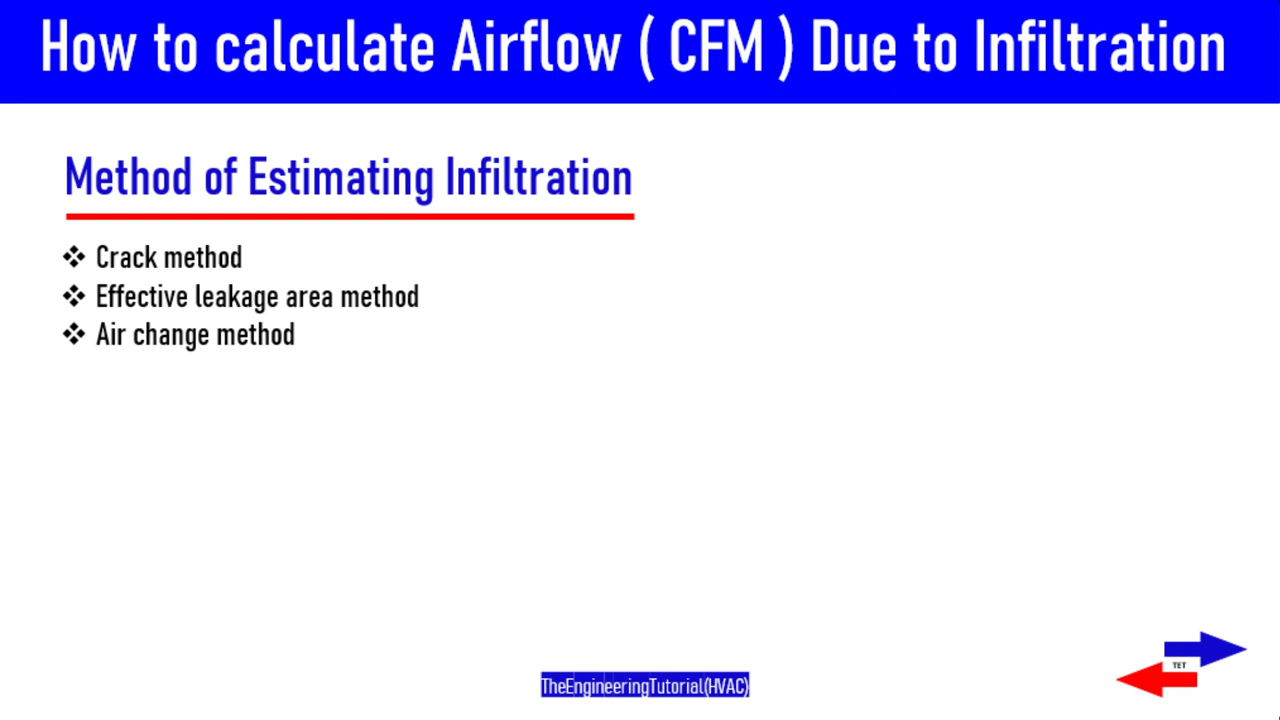 How to calculate Airflow ( CFM ) Due to Infiltration
Method of Estimating Infiltration
❖ Crack method
❖ Effective leakage area method
❖ Air change method
TET
TheEngineeringTutorial(HVAC)